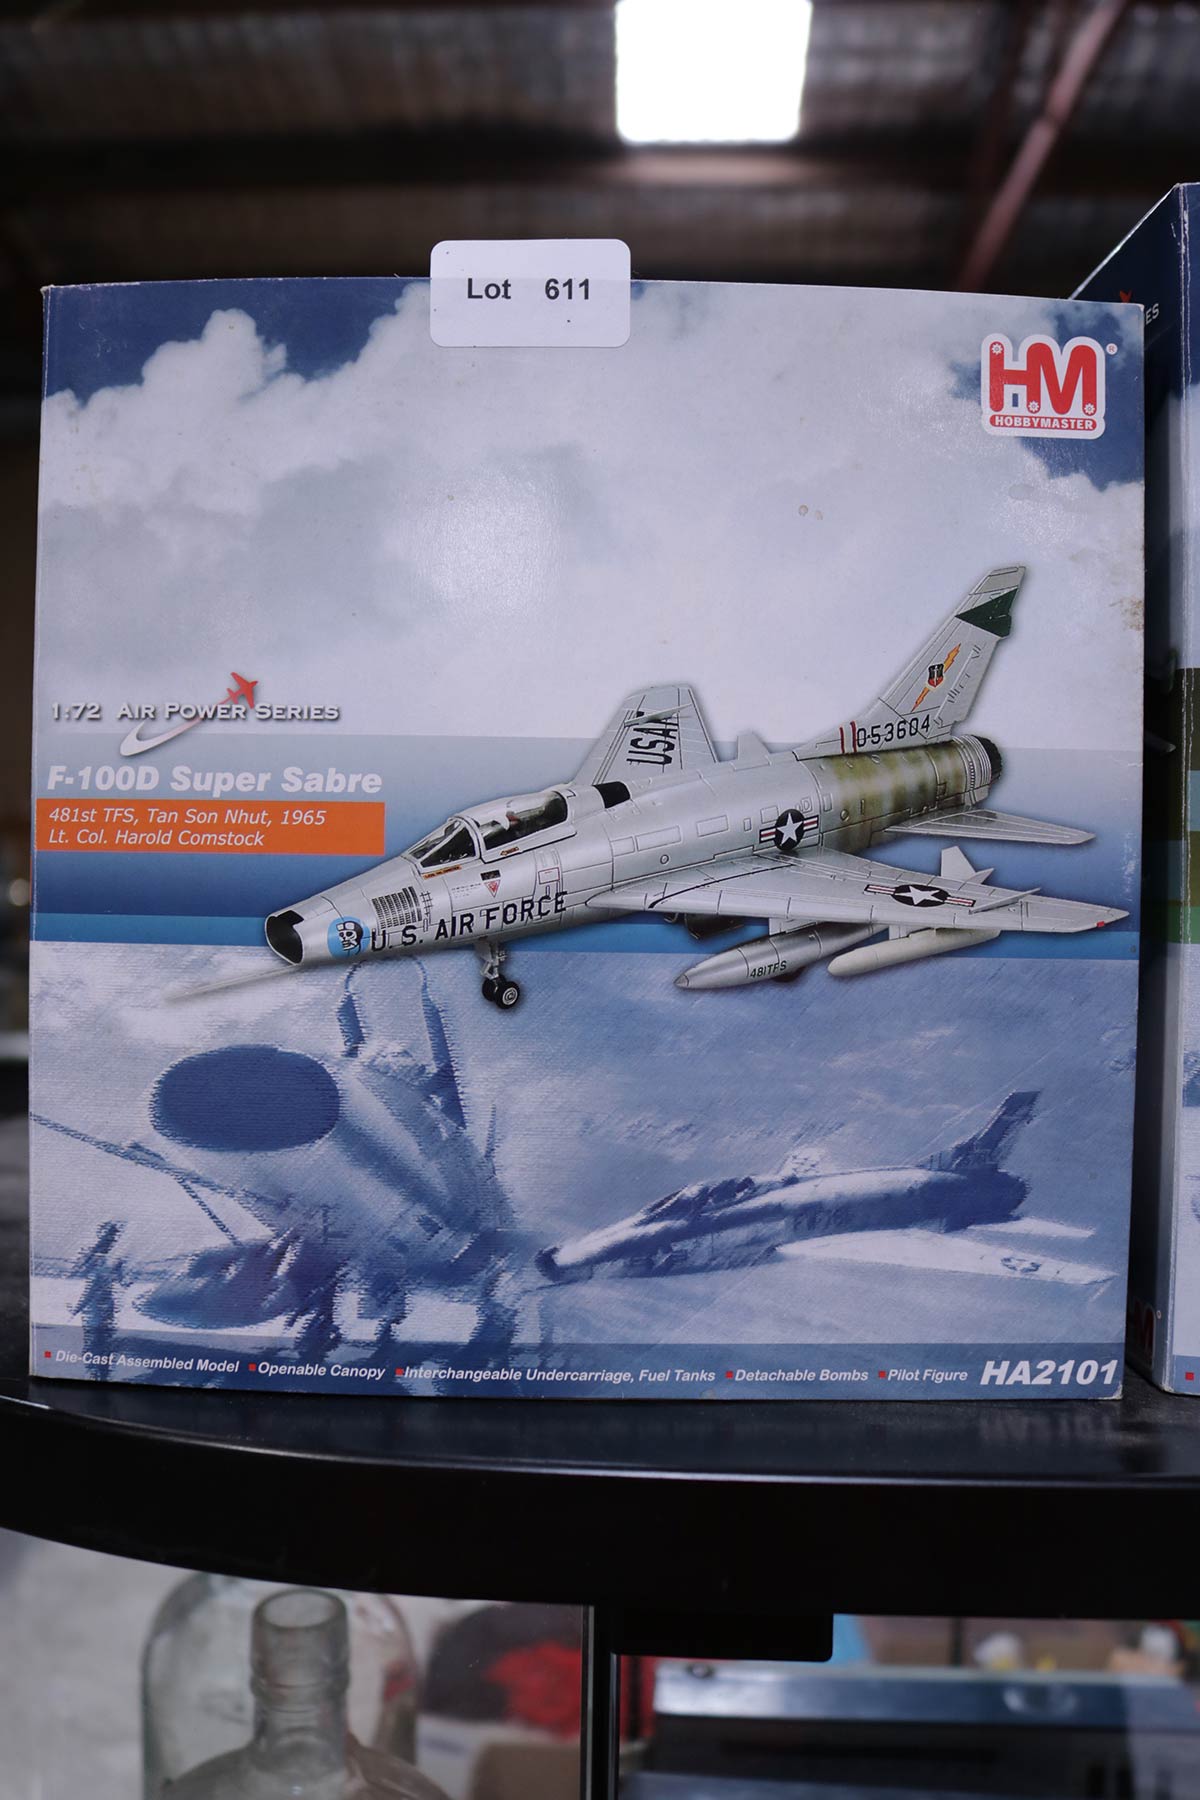 Lot 611
HM®
HOBBYMASTER
ES
1:72 AIR POWER SERIES
F-100D Super Sabre
481st TFS, Tan Son Nhut, 1965
Lt. Col. Harold Comstock
USAF
053604
U.S. AIR FORCE
481TFS
Die-Cast Assembled Model Openable Canopy Interchangeable Undercarriage, Fuel Tanks Detachable Bombs Pilot Figure HA2101